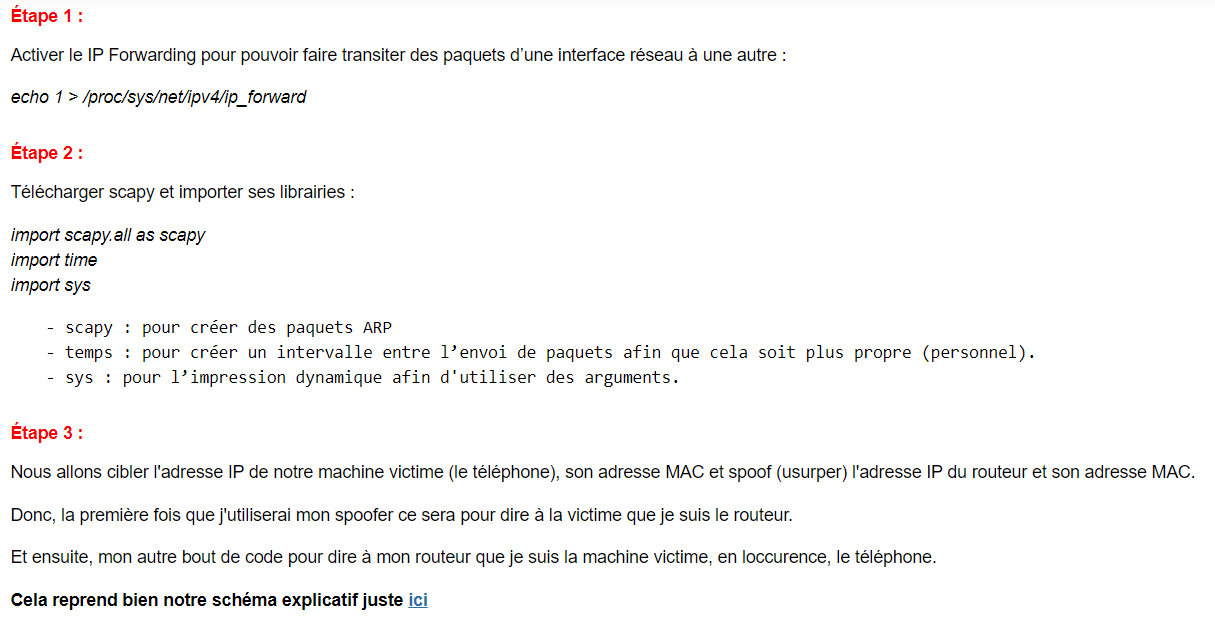 Étape 1 :
Activer le IP Forwarding pour pouvoir faire transiter des paquets d’une interface réseau à une autre :
echo 1 > /proc/sys/net/ipv4/ip_forward
Étape 2 :
Télécharger scapy et importer ses librairies :
import scapy.all as scapy
import time
import sys
- scapy : pour créer des paquets ARP
- temps : pour créer un intervalle entre l’envoi de paquets afin que cela soit plus propre (personnel).
- sys : pour l’impression dynamique afin d'utiliser des arguments.
Étape 3 :
Nous allons cibler l'adresse IP de notre machine victime (le téléphone), son adresse MAC et spoof (usurper) l'adresse IP du routeur et son adresse MAC.
Donc, la première fois que j'utiliserai mon spoofer ce sera pour dire à la victime que je suis le routeur.
Et ensuite, mon autre bout de code pour dire à mon routeur que je suis la machine victime, en loccurence, le téléphone.
Cela reprend bien notre schéma explicatif juste ici